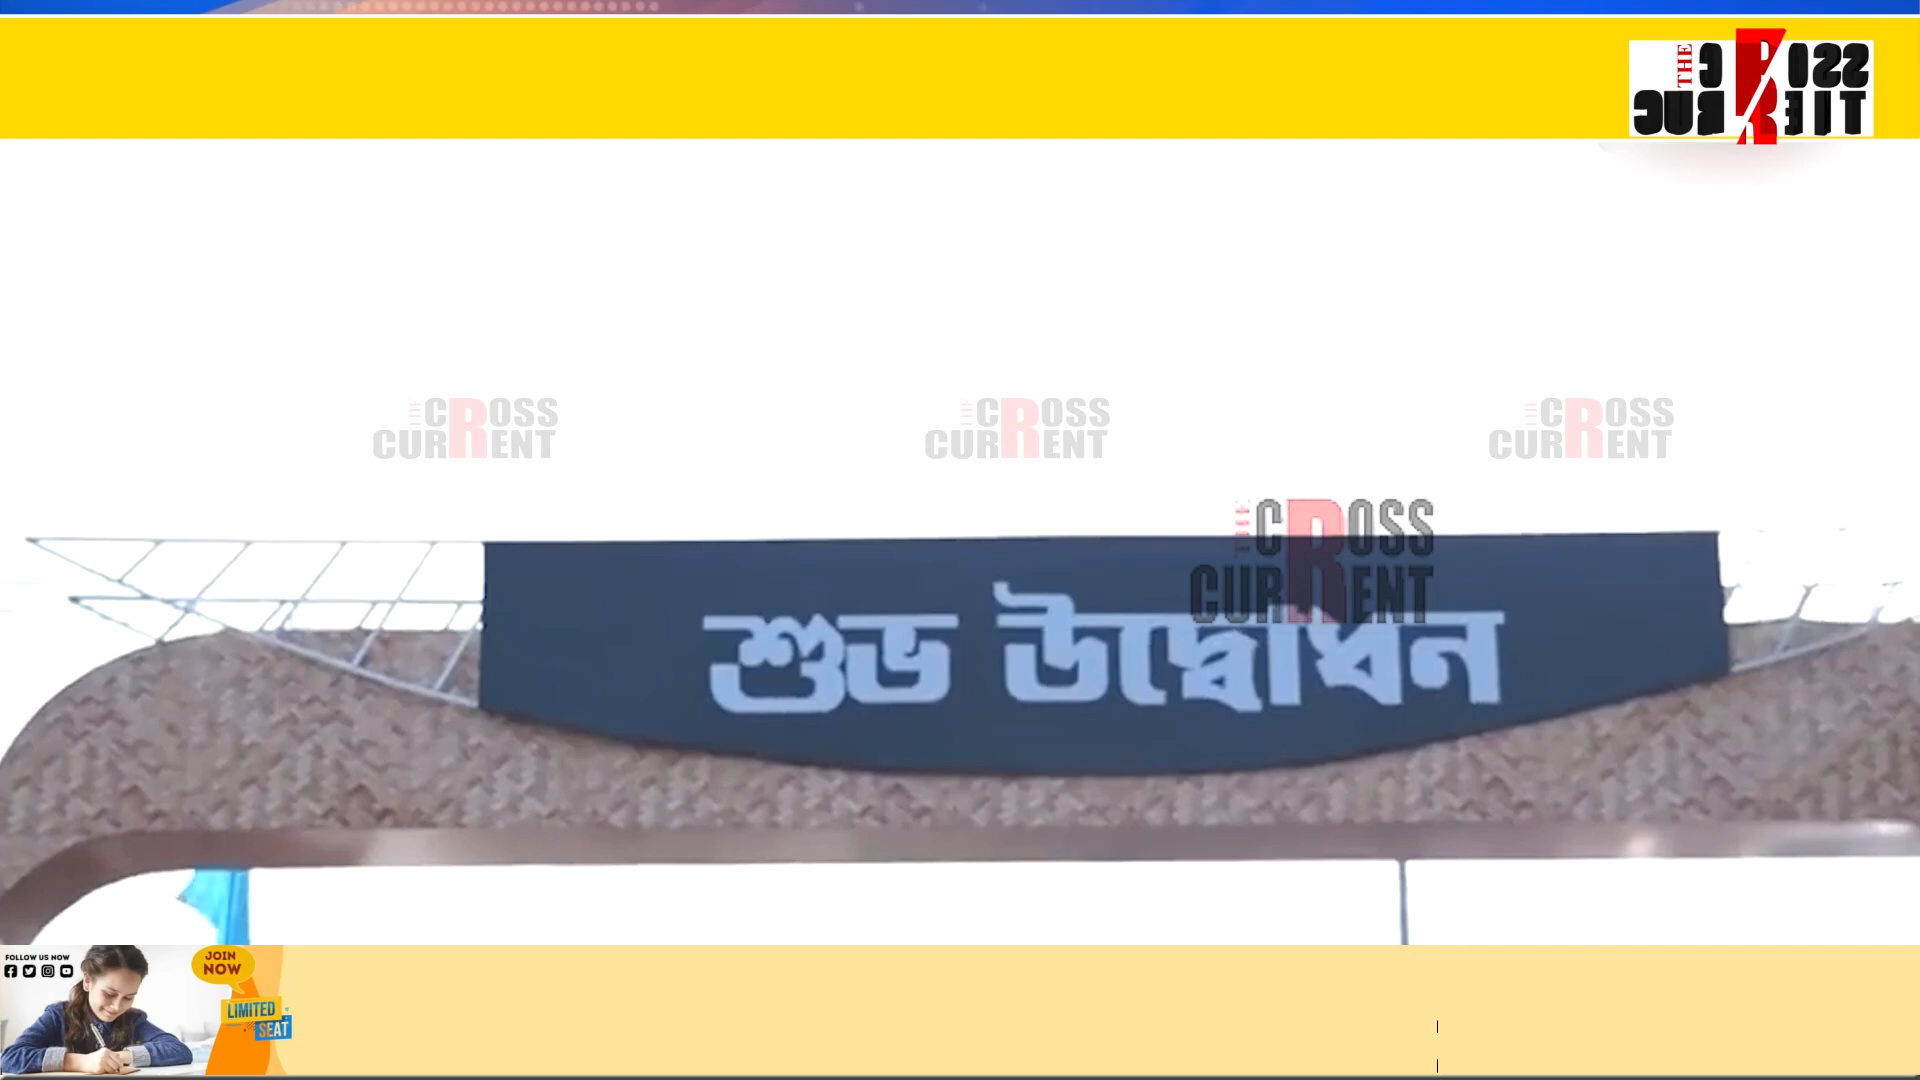 THE CROSS
CURRENT
THE CROSS
CURRENT
THE CROSS
CURRENT
THE CROSS
CURRENT
THE CROSS
CURRENT
শুভ উদ্বোধন
FOLLOW US NOW
JOIN
NOW
LIMITED
SEAT